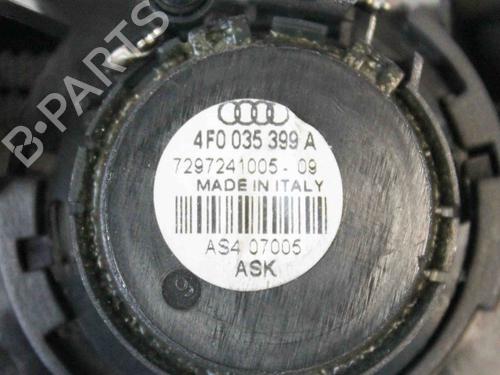 B-PARTS
4F0 035 399 A
7297241005 - 09
MADE IN ITALY
AS4 07005
ASK